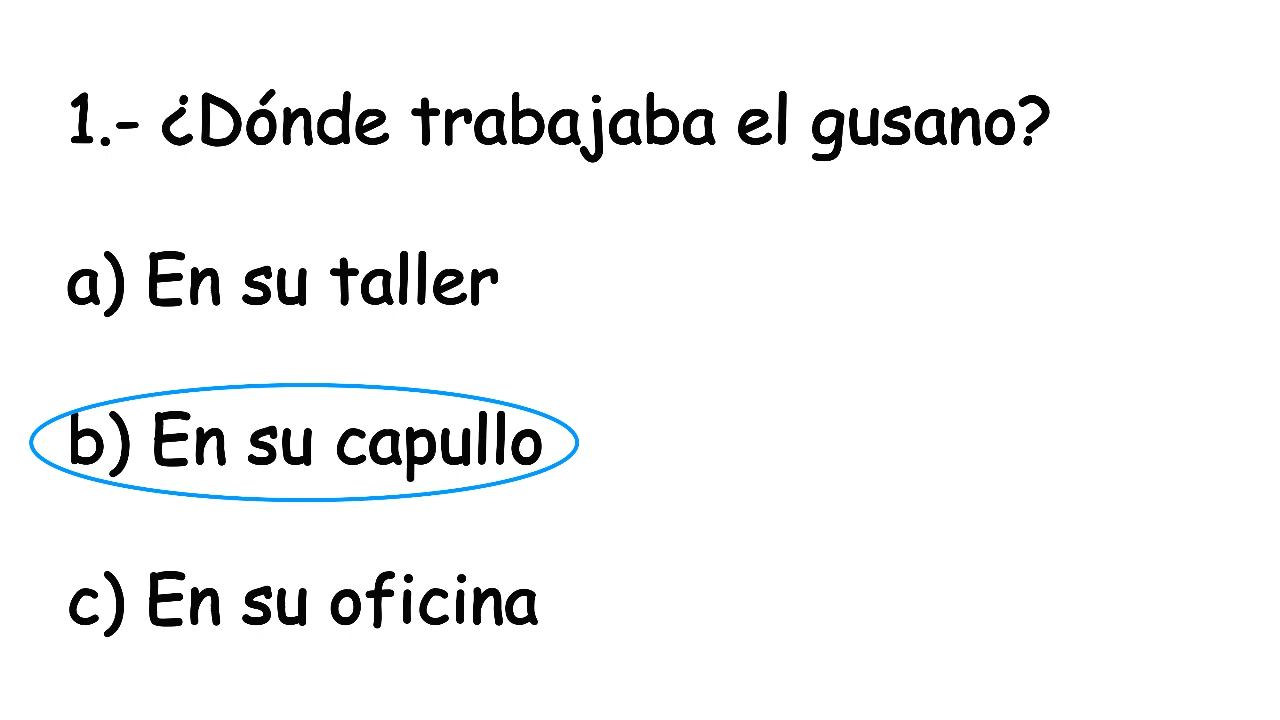 1.- ¿Dónde trabajaba el gusano?
a) En su taller
b) En su capullo
c) En su oficina